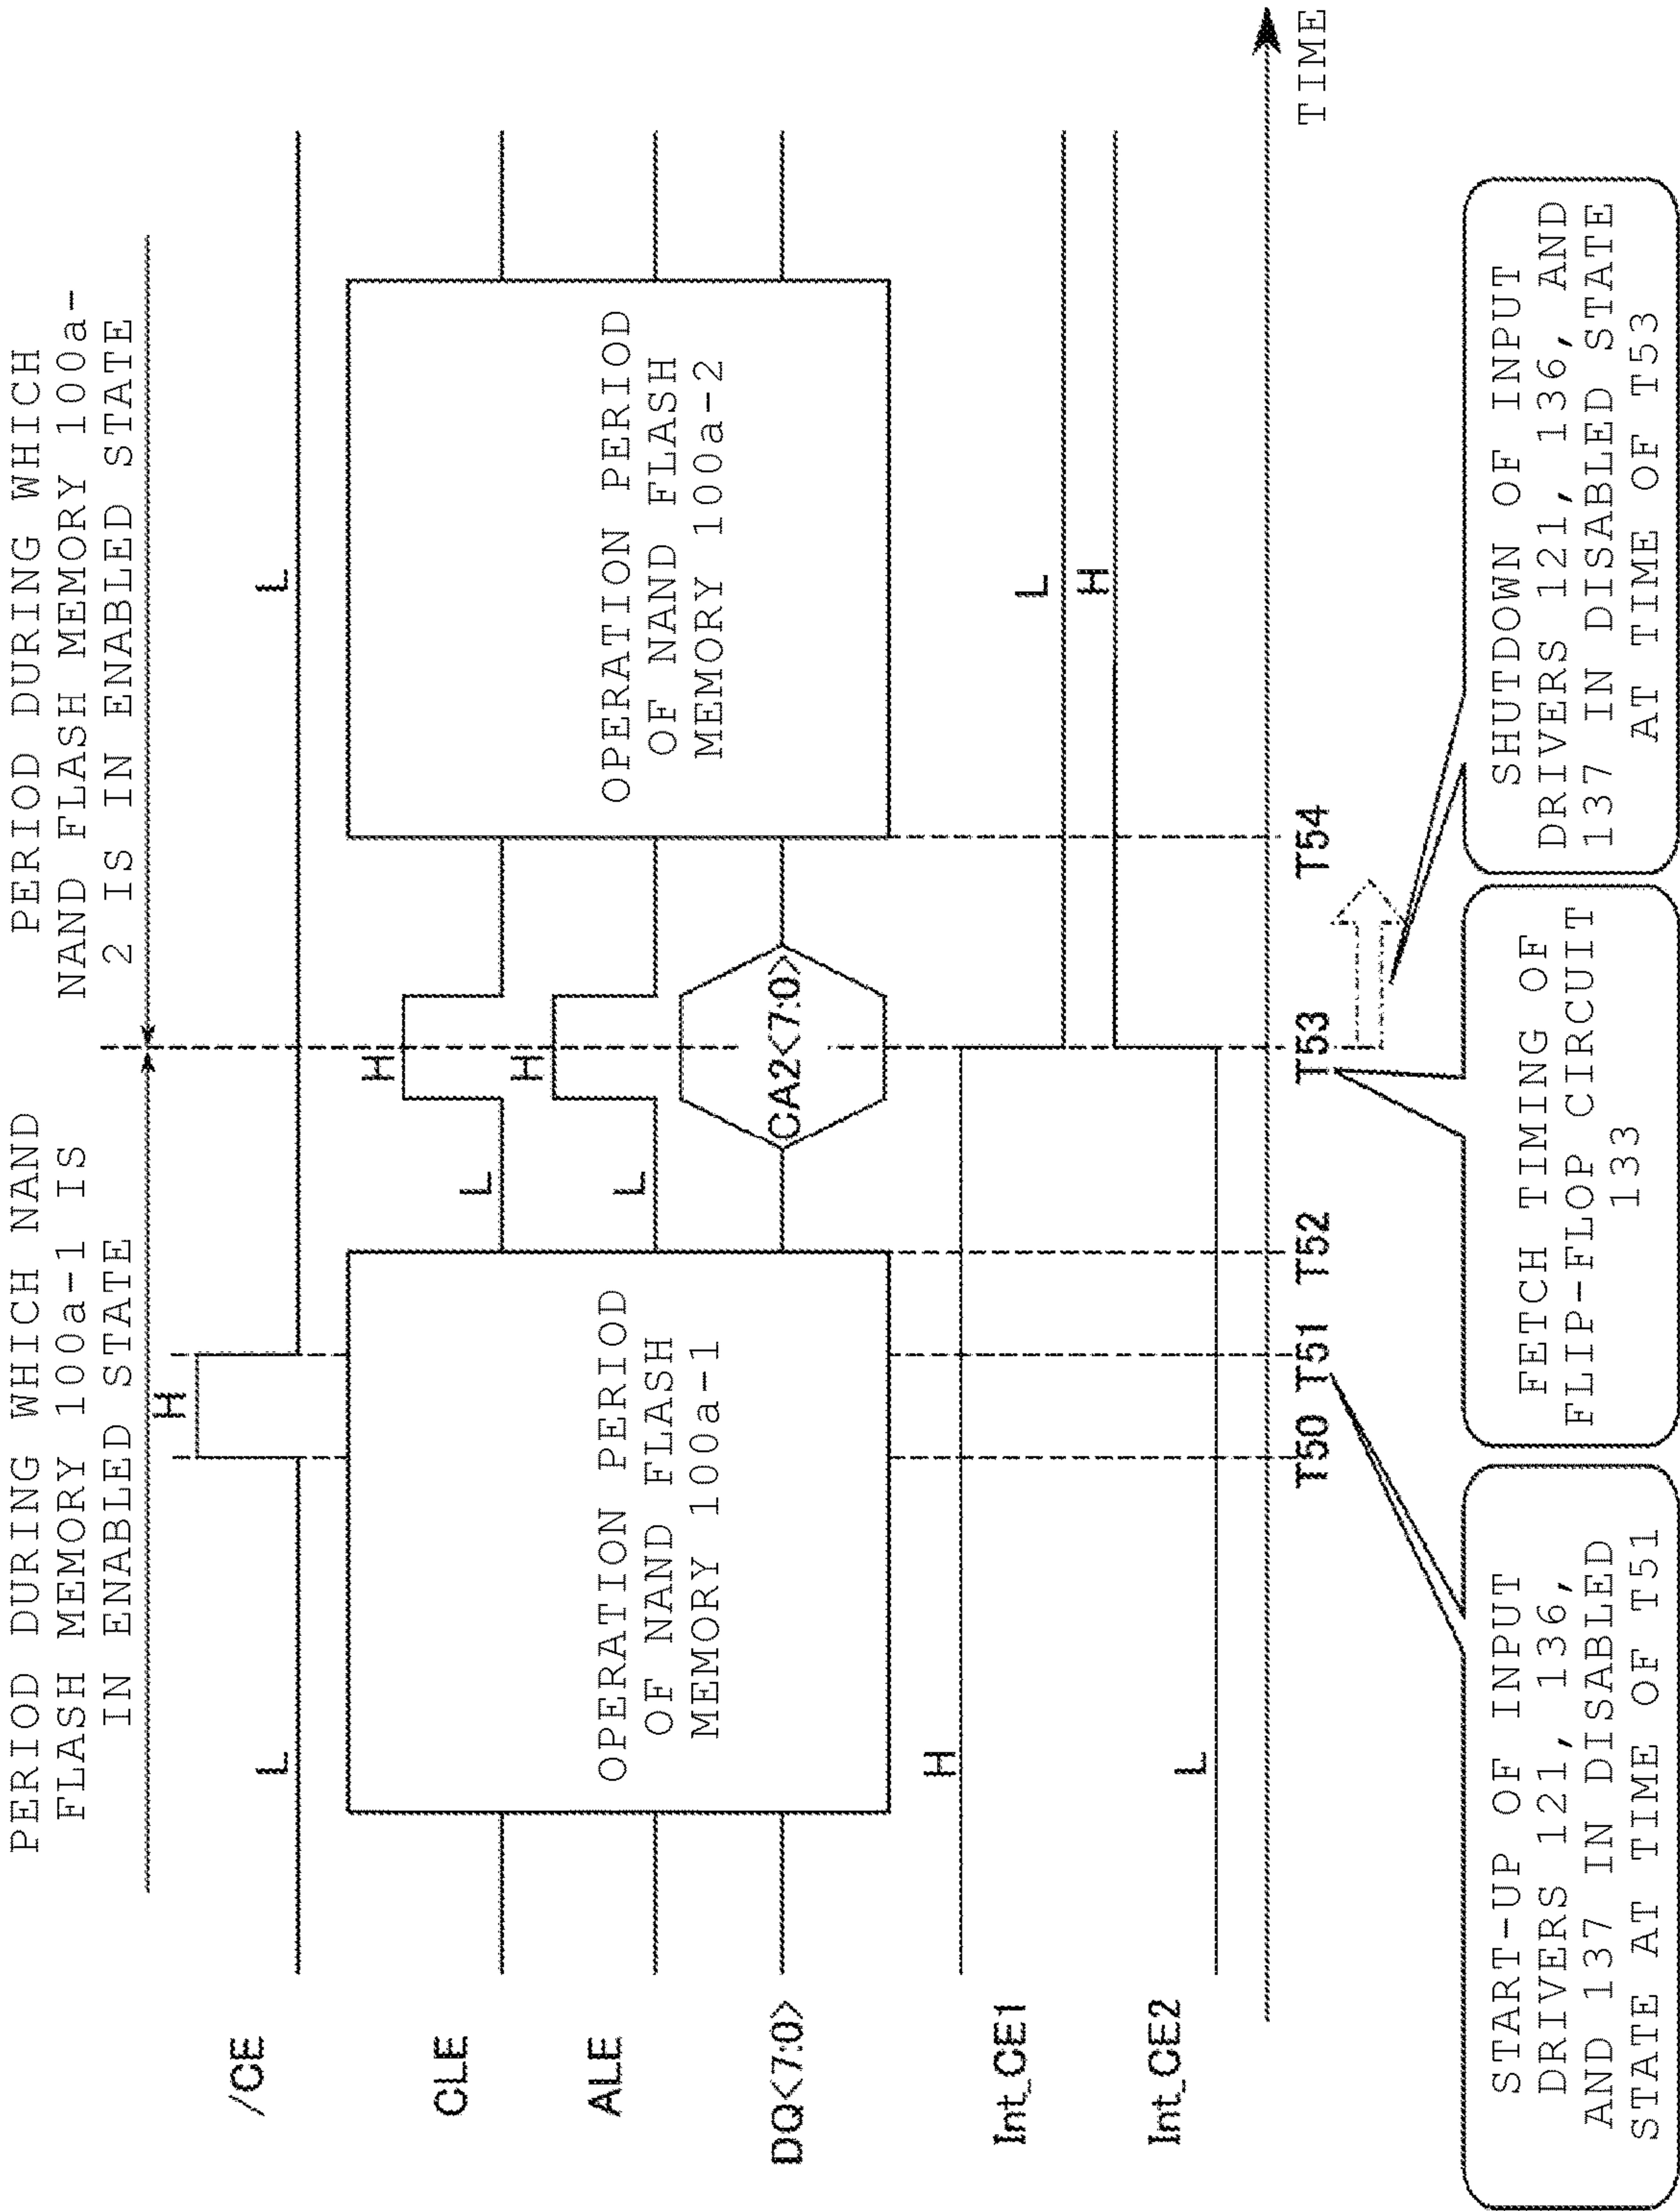 PERIOD DURING WHICH NAND
FLASH MEMORY 100a-1 IS
IN ENABLED STATE
PERIOD DURING WHICH
NAND FLASH MEMORY 100a-
2 IS IN ENABLED STATE
/CE
L
H
L
CLE
L
H
ALE
L
H
DQ<7:0>
OPERATION PERIOD
OF NAND FLASH
MEMORY 100a-1
CA2<7:0>
OPERATION PERIOD
OF NAND FLASH
MEMORY 100a-2
Int_CE1
H
L
Int_CE2
L
H
T50 T51 T52 T53 T54
TIME
START-UP OF INPUT
DRIVERS 121, 136,
AND 137 IN DISABLED
STATE AT TIME OF T51
FETCH TIMING OF
FLIP-FLOP CIRCUIT
133
SHUTDOWN OF INPUT
DRIVERS 121, 136, AND
137 IN DISABLED STATE
AT TIME OF T53